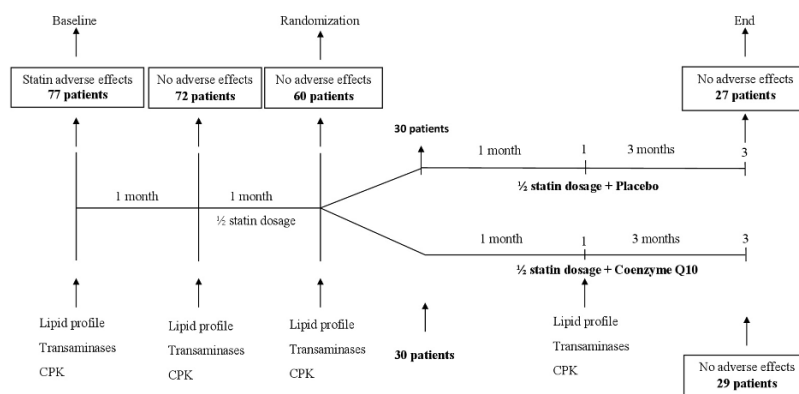 Baseline
Randomization
End
Statin adverse effects
77 patients
No adverse effects
72 patients
No adverse effects
60 patients
No adverse effects
27 patients
30 patients
1 month
1
3 months
3
½ statin dosage + Placebo
1 month
1 month
½ statin dosage
1 month
1
3 months
3
½ statin dosage + Coenzyme Q10
Lipid profile
Transaminases
CPK
Lipid profile
Transaminases
CPK
Lipid profile
Transaminases
CPK
30 patients
Lipid profile
Transaminases
CPK
No adverse effects
29 patients